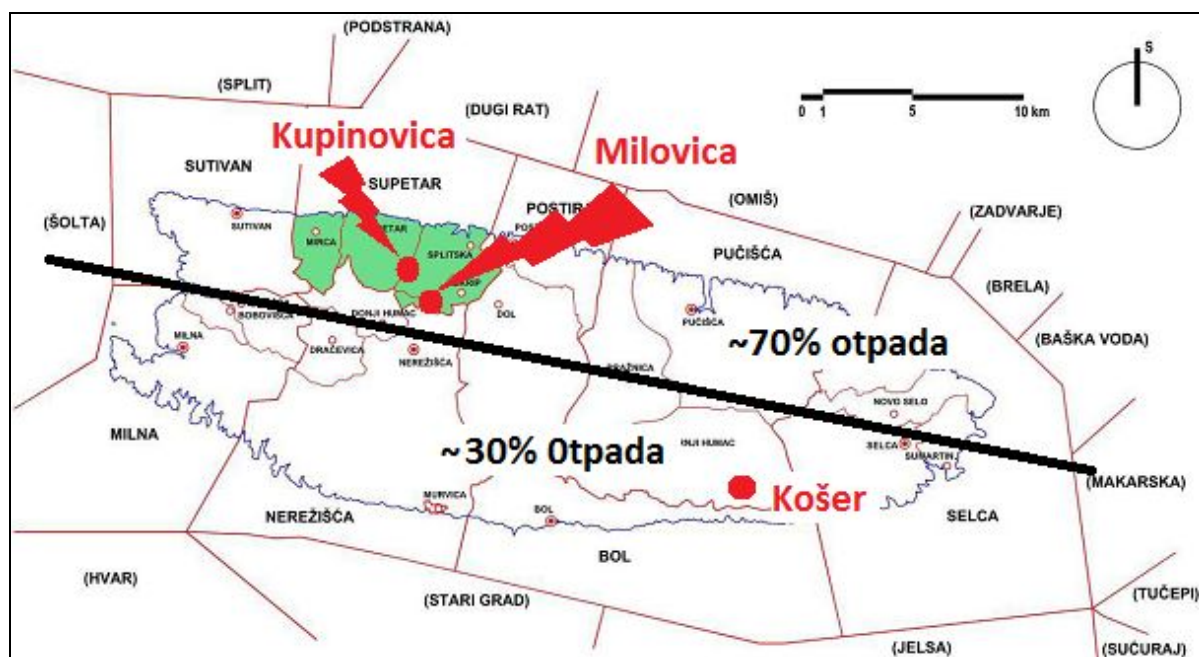 (PODSTRANA)
S
(SPLIT)
0 1 5 10 km
(DUGI RAT)
Kupinovica
Milovica
SUTIVAN
SUPETAR
(OMIŠ)
(ŠOLTA)
POSTIRA
(ZADVARJE)
SUTIVAN
MIRCA
SPLITSKA
PUČIŠĆA
(BRELA)
BOBOVIŠĆA
DONJI HUMAC
DOL
PUČIŠĆA
(BAŠKA VODA)
MILNA
DRAČEVICA
NEREŽIŠĆA
~70% otpada
NOVO SELO
MILNA
~30% 0tpada
SELCA
SUMARTIN
(MAKARSKA)
Košer
MURVICA
NEREŽIŠĆA
BOL
SELCA
BOL
(HVAR)
(STARI GRAD)
(TUČEPI)
(JELSA)
(SUĆURAJ)